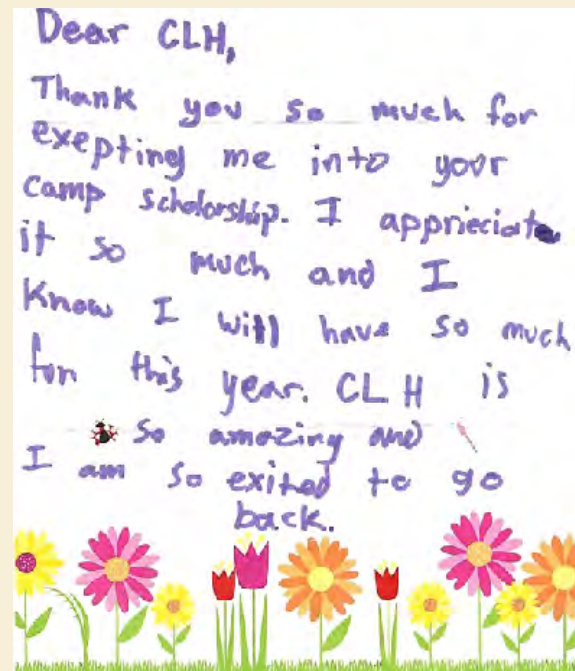 Dear CLH,
Thank you so much for
exepting me into your
camp scholorship. I apprieciate
it so much and I
Know I will have so much
fun this year. CLH is
so amazing and
I am so exited to go
back.